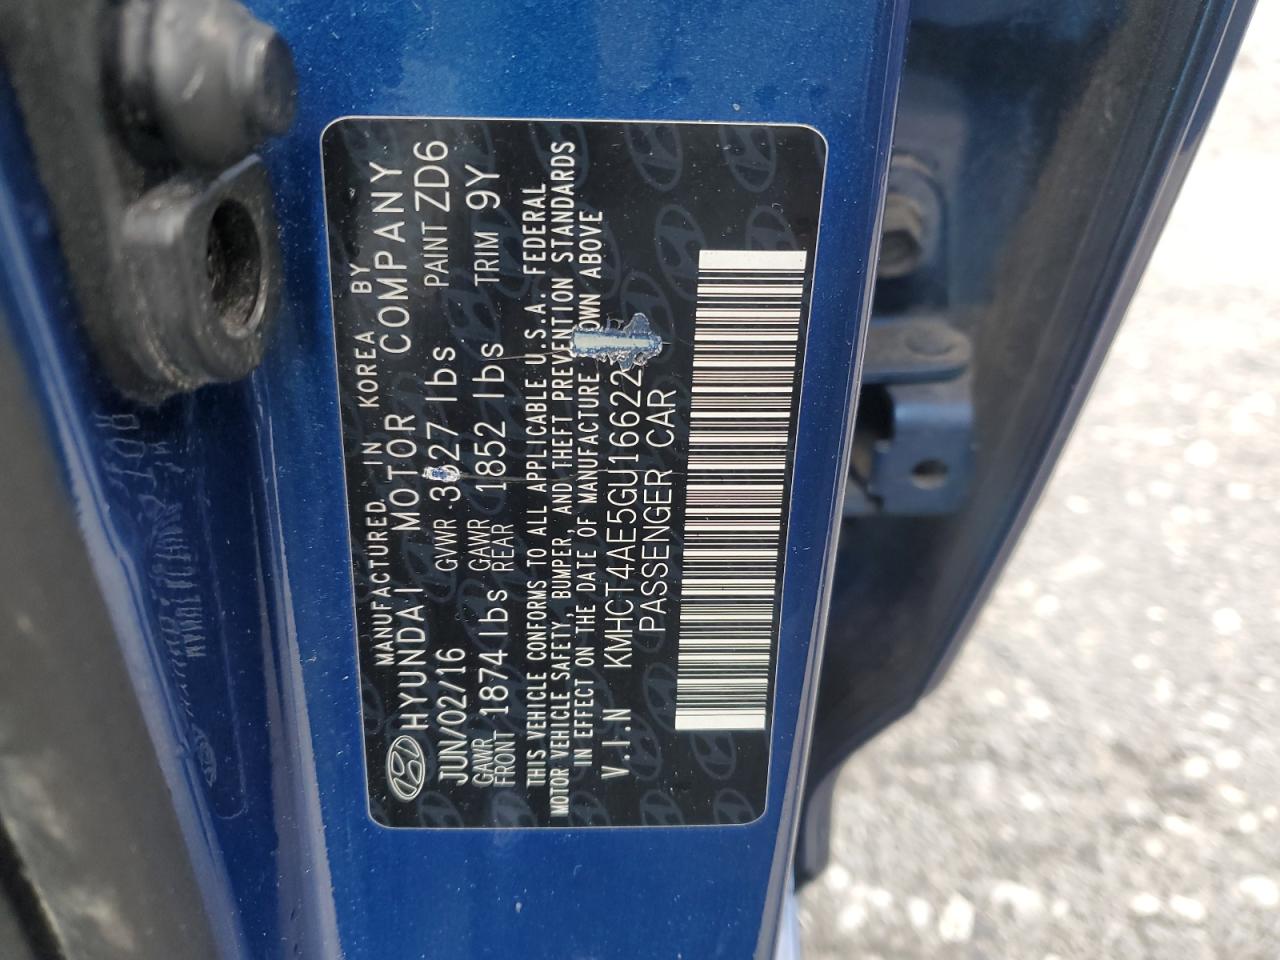 MANUFACTURED IN KOREA BY
HYUNDAI MOTOR COMPANY
JUN/02/16 GVWR lbs PAINT ZD6
GAWR FRONT 1874 lbs GAWR REAR 1852 lbs TRIM 9Y
THIS VEHICLE CONFORMS TO ALL APPLICABLE U.S.A. FEDERAL
MOTOR VEHICLE SAFETY, BUMPER, AND THEFT PREVENTION STANDARDS
IN EFFECT ON THE DATE OF MANUFACTURE ABOVE
V.I.N
PASSENGER CAR